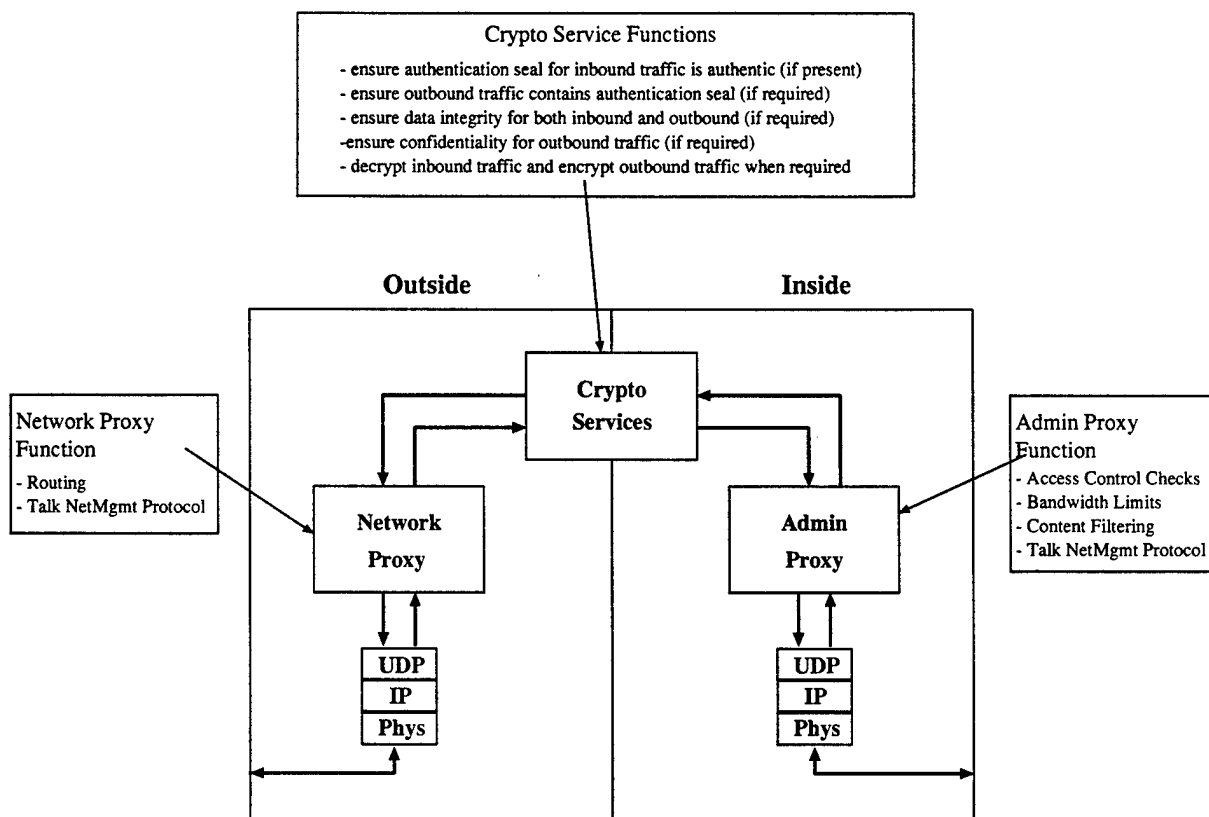 Crypto Service Functions
- ensure authentication seal for inbound traffic is authentic (if present)
- ensure outbound traffic contains authentication seal (if required)
- ensure data integrity for both inbound and outbound (if required)
-ensure confidentiality for outbound traffic (if required)
- decrypt inbound traffic and encrypt outbound traffic when required
Outside
Inside
Crypto
Services
Network Proxy
Function
- Routing
- Talk NetMgmt Protocol
Network
Proxy
Admin
Proxy
Admin Proxy
Function
- Access Control Checks
- Bandwidth Limits
- Content Filtering
- Talk NetMgmt Protocol
UDP
IP
Phys
UDP
IP
Phys